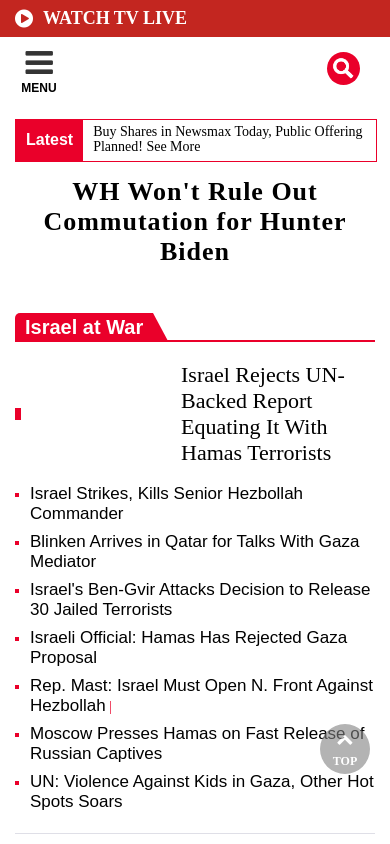 WATCH TV LIVE
MENU
Latest
Buy Shares in Newsmax Today, Public Offering
Planned! See More
WH Won't Rule Out
Commutation for Hunter
Biden
Israel at War
Israel Rejects UN-
Backed Report
Equating It With
Hamas Terrorists
Israel Strikes, Kills Senior Hezbollah
Commander
Blinken Arrives in Qatar for Talks With Gaza
Mediator
Israel's Ben-Gvir Attacks Decision to Release
30 Jailed Terrorists
Israeli Official: Hamas Has Rejected Gaza
Proposal
Rep. Mast: Israel Must Open N. Front Against
Hezbollah |
Moscow Presses Hamas on Fast Release of
Russian Captives
TOP
UN: Violence Against Kids in Gaza, Other Hot
Spots Soars